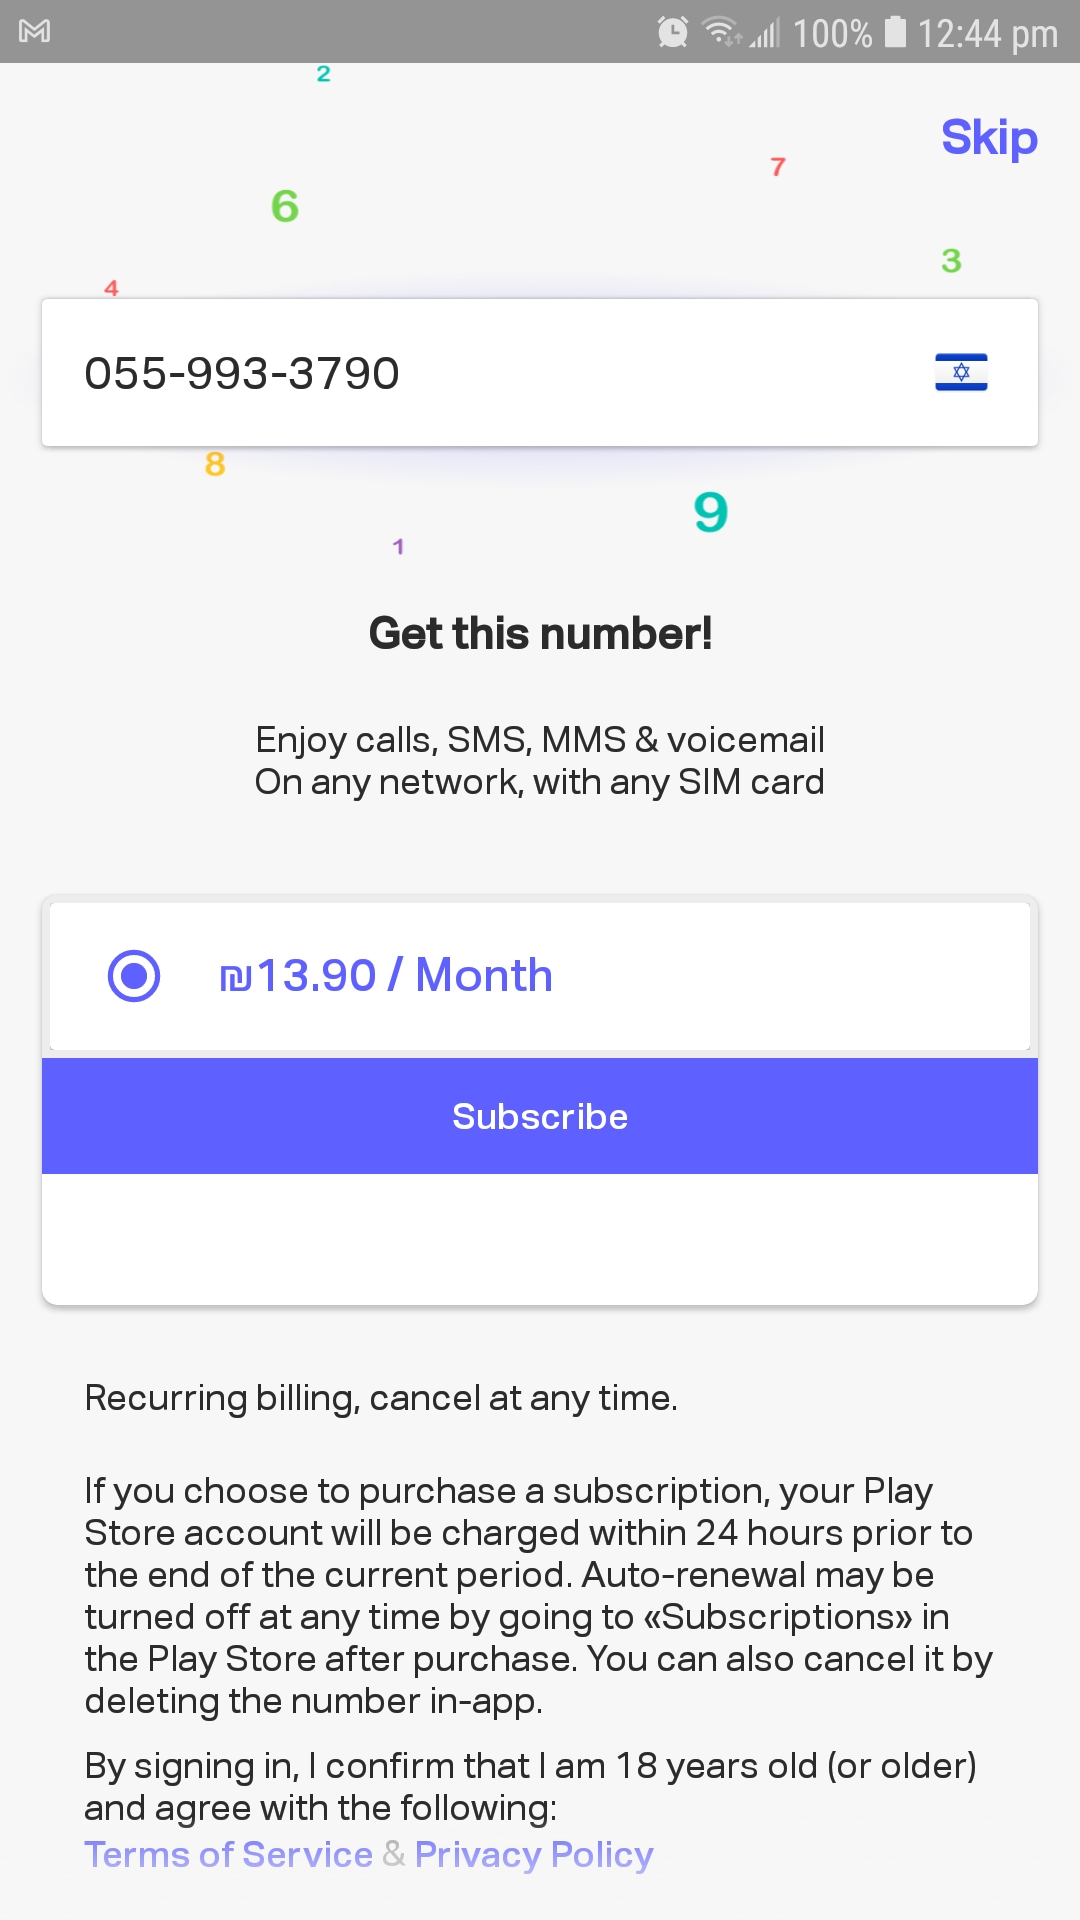 100% 12:44 pm
2
Skip
7
6
3
4
055-993-3790
8
9
1
Get this number!
Enjoy calls, SMS, MMS & voicemail
On any network, with any SIM card
₪13.90 / Month
Subscribe
Recurring billing, cancel at any time.
If you choose to purchase a subscription, your Play
Store account will be charged within 24 hours prior to
the end of the current period. Auto-renewal may be
turned off at any time by going to «Subscriptions» in
the Play Store after purchase. You can also cancel it by
deleting the number in-app.
By signing in, I confirm that I am 18 years old (or older)
and agree with the following:
Terms of Service & Privacy Policy